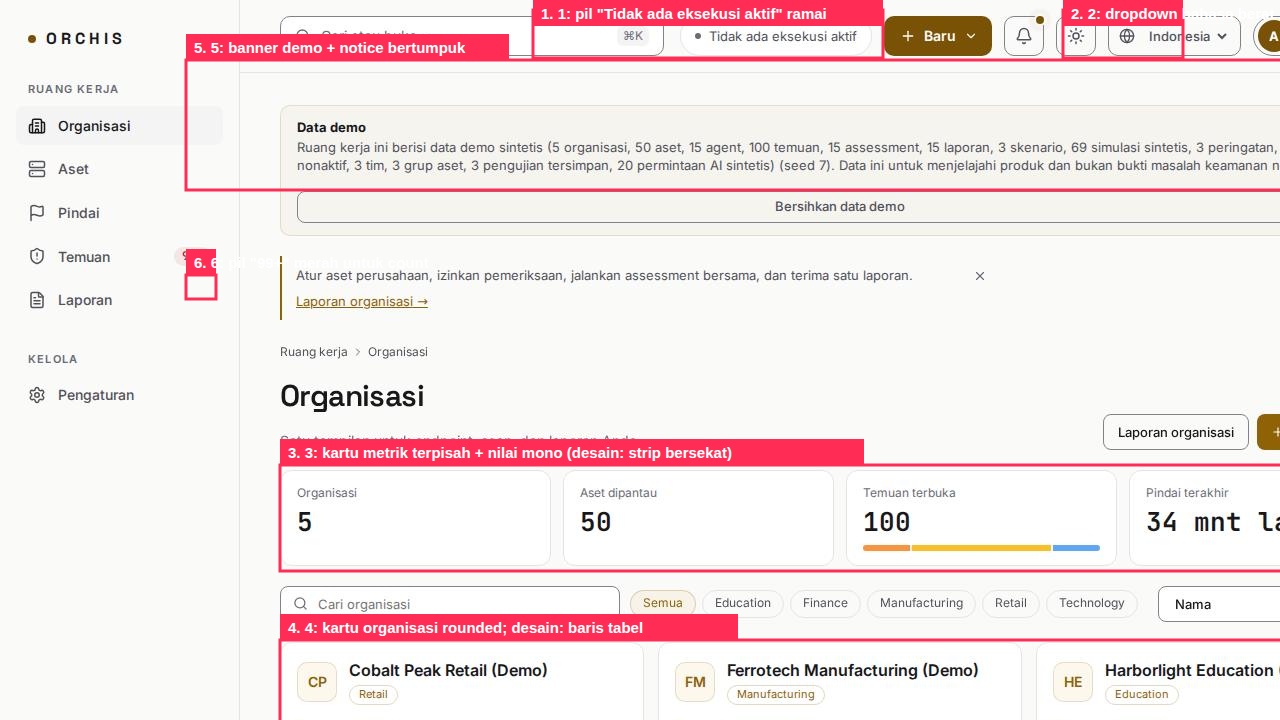 ORCHIS
1. 1: pil "Tidak ada eksekusi aktif" ramai
2. 2: dropdown
⌘K
Tidak ada eksekusi aktif
Baru
Indonesia
A
5. 5: banner demo + notice bertumpuk
RUANG KERJA
Organisasi
Aset
Pindai
Temuan
Laporan
KELOLA
Pengaturan
Data demo
Ruang kerja ini berisi data demo sintetis (5 organisasi, 50 aset, 15 agent, 100 temuan, 15 assessment, 15 laporan, 3 skenario, 69 simulasi sintetis, 3 peringatan,
nonaktif, 3 tim, 3 grup aset, 3 pengujian tersimpan, 20 permintaan AI sintetis) (seed 7). Data ini untuk menjelajahi produk dan bukan bukti masalah keamanan n
Bersihkan data demo
6. 6: pil
Atur aset perusahaan, izinkan pemeriksaan, jalankan assessment bersama, dan terima satu laporan.
Laporan organisasi →
Ruang kerja > Organisasi
Organisasi
Laporan organisasi
3. 3: kartu metrik terpisah + nilai mono (desain: strip bersekat)
Organisasi
5
Aset dipantau
50
Temuan terbuka
100
Pindai terakhir
34 mnt la
Cari organisasi
Semua
Education
Finance
Manufacturing
Retail
Technology
Nama
4. 4: kartu organisasi rounded; desain: baris tabel
CP
Cobalt Peak Retail (Demo)
Retail
FM
Ferrotech Manufacturing (Demo)
Manufacturing
HE
Harborlight Education
Education